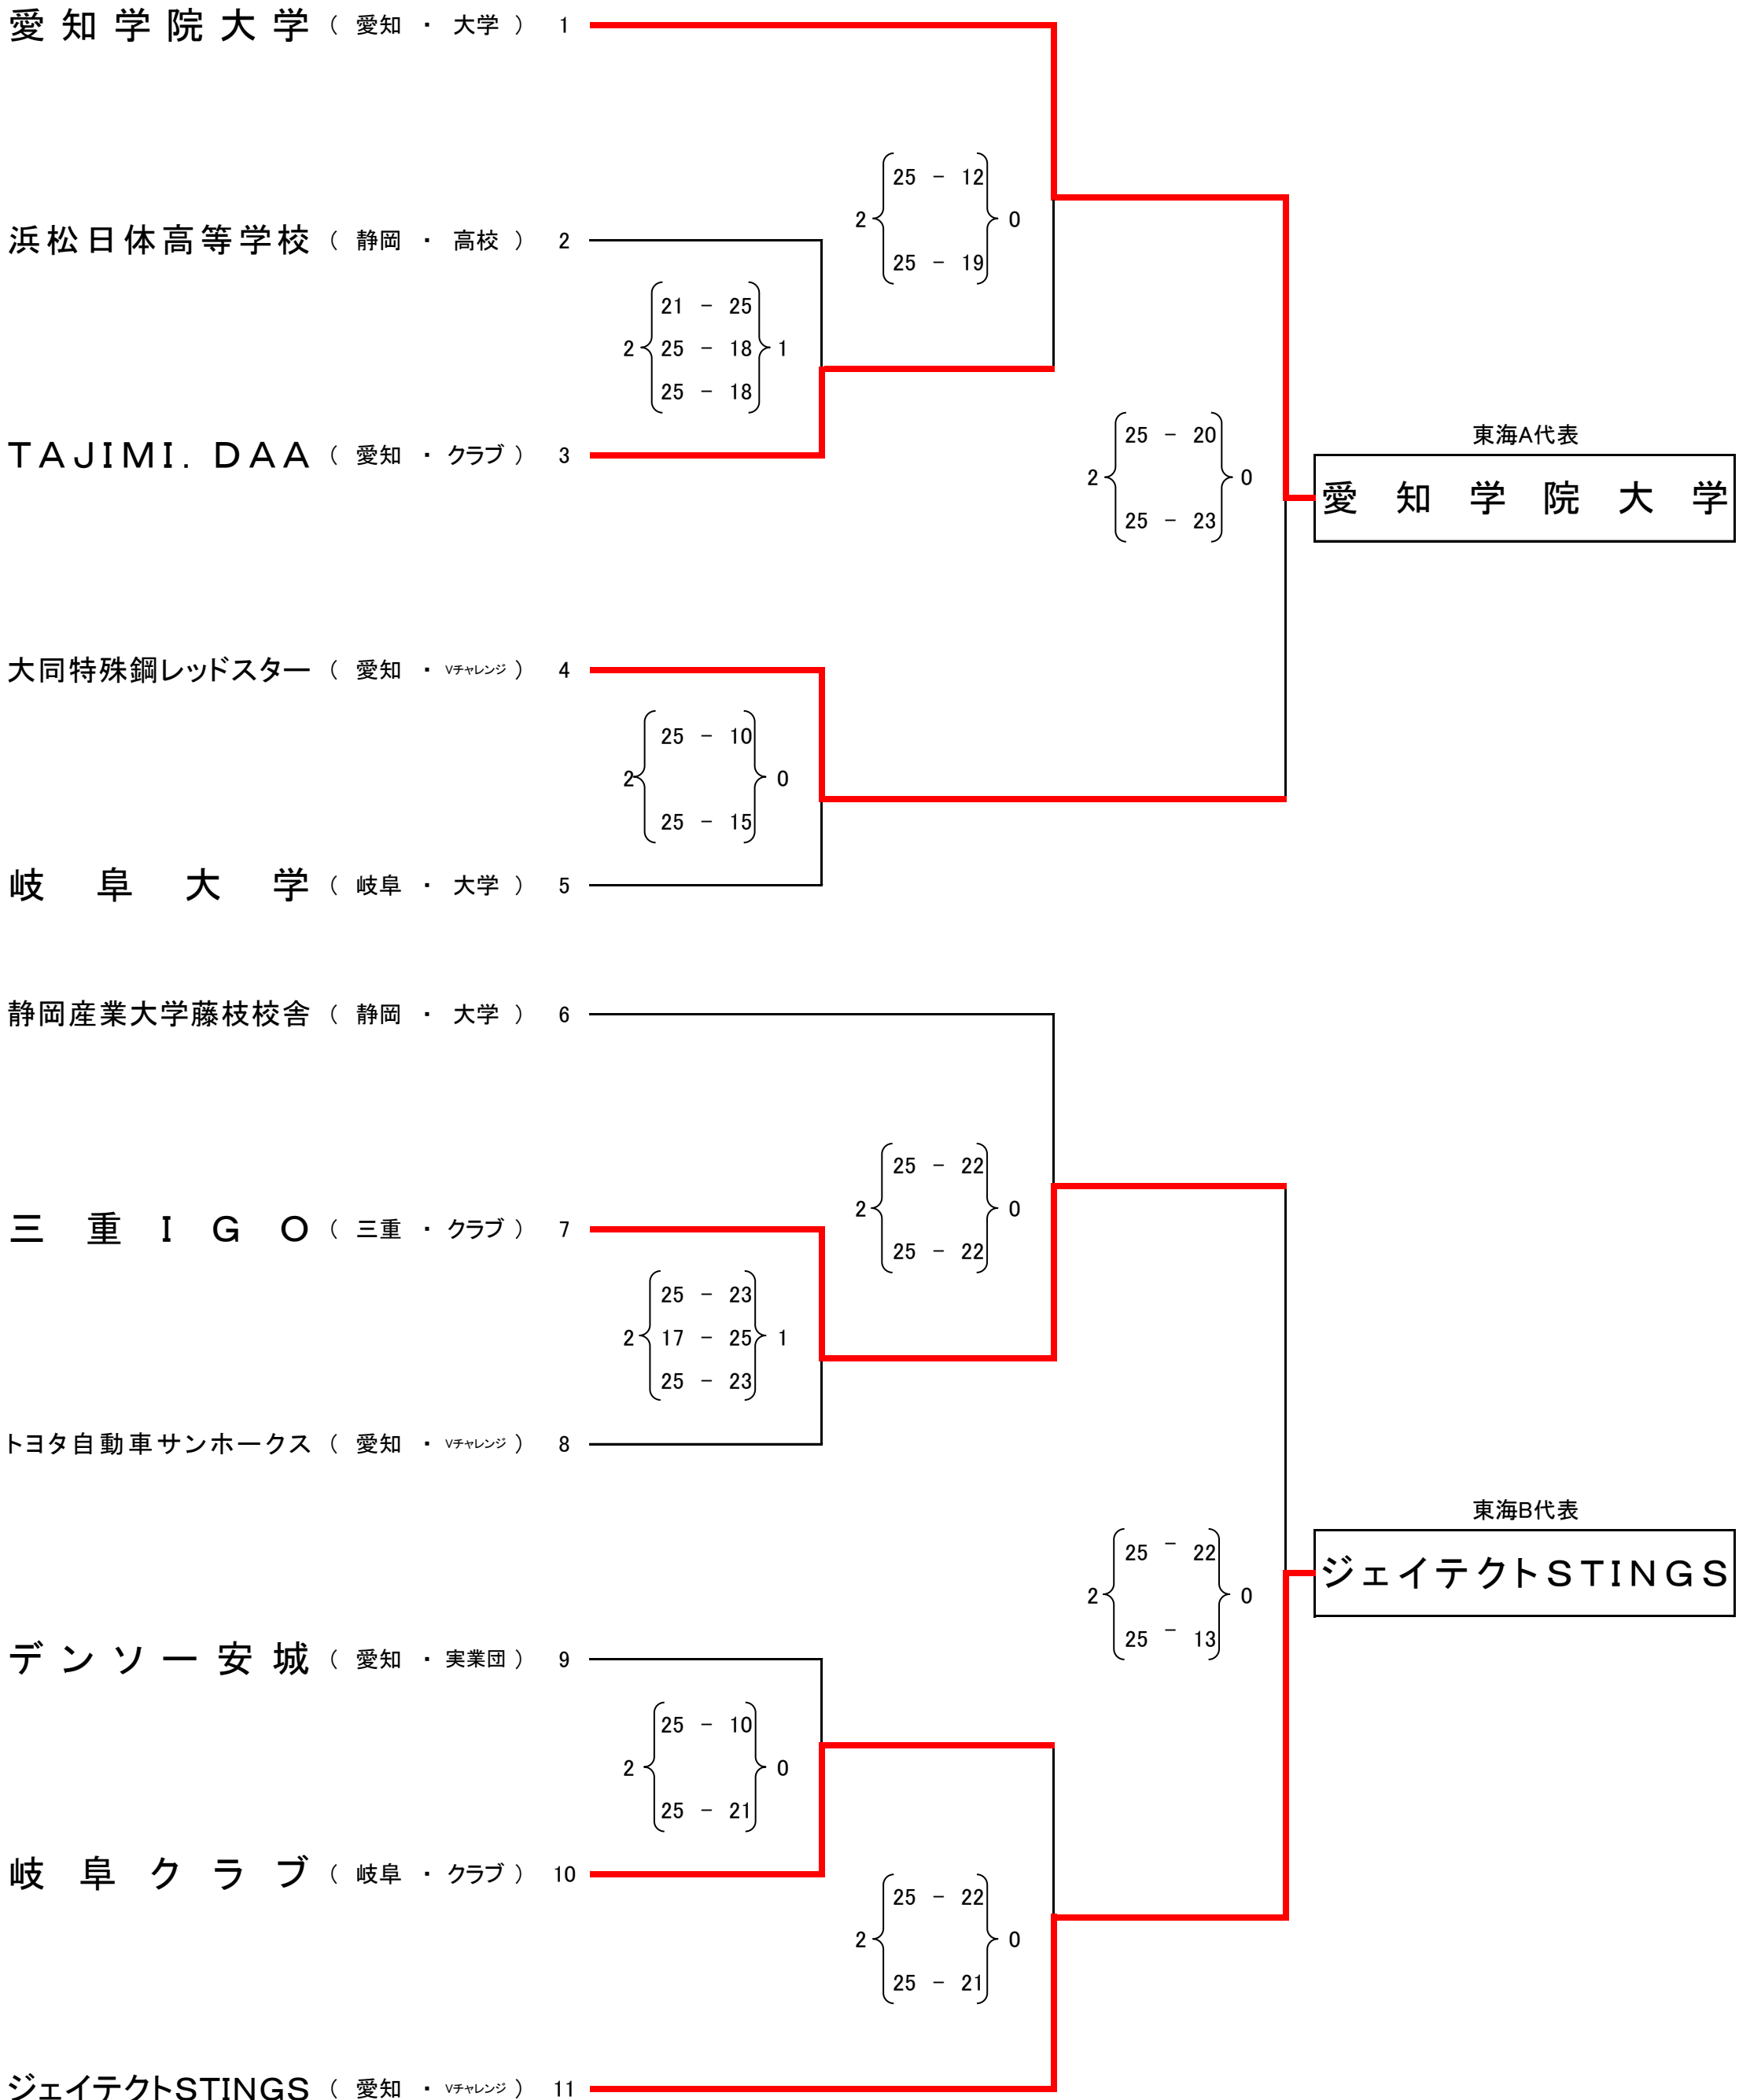 愛知学院大学 （ 愛知 ・ 大学 ） 1
25 － 12
2 0
25 － 19
浜松日体高等学校 （ 静岡 ・ 高校 ） 2
21 － 25
2 25 － 18 1
25 － 18
TAJIMI．DAA （ 愛知 ・ クラブ ） 3
25 － 20
2 0
25 － 23
東海A代表
愛知学院大学
大同特殊鋼レッドスター （ 愛知 ・ Vチャレンジ ） 4
25 － 10
2 0
25 － 15
岐阜大学 （ 岐阜 ・ 大学 ） 5
静岡産業大学藤枝校舎 （ 静岡 ・ 大学 ） 6
25 － 22
2 0
25 － 22
三重IGO （ 三重 ・ クラブ ） 7
25 － 23
2 17 － 25 1
25 － 23
トヨタ自動車サンホークス （ 愛知 ・ Vチャレンジ ） 8
25 － 22
2 0
25 － 13
東海B代表
ジェイテクトSTINGS
デンソー安城 （ 愛知 ・ 実業団 ） 9
25 － 10
2 0
25 － 21
岐阜クラブ （ 岐阜 ・ クラブ ） 10
25 － 22
2 0
25 － 21
ジェイテクトSTINGS （ 愛知 ・ Vチャレンジ ） 11